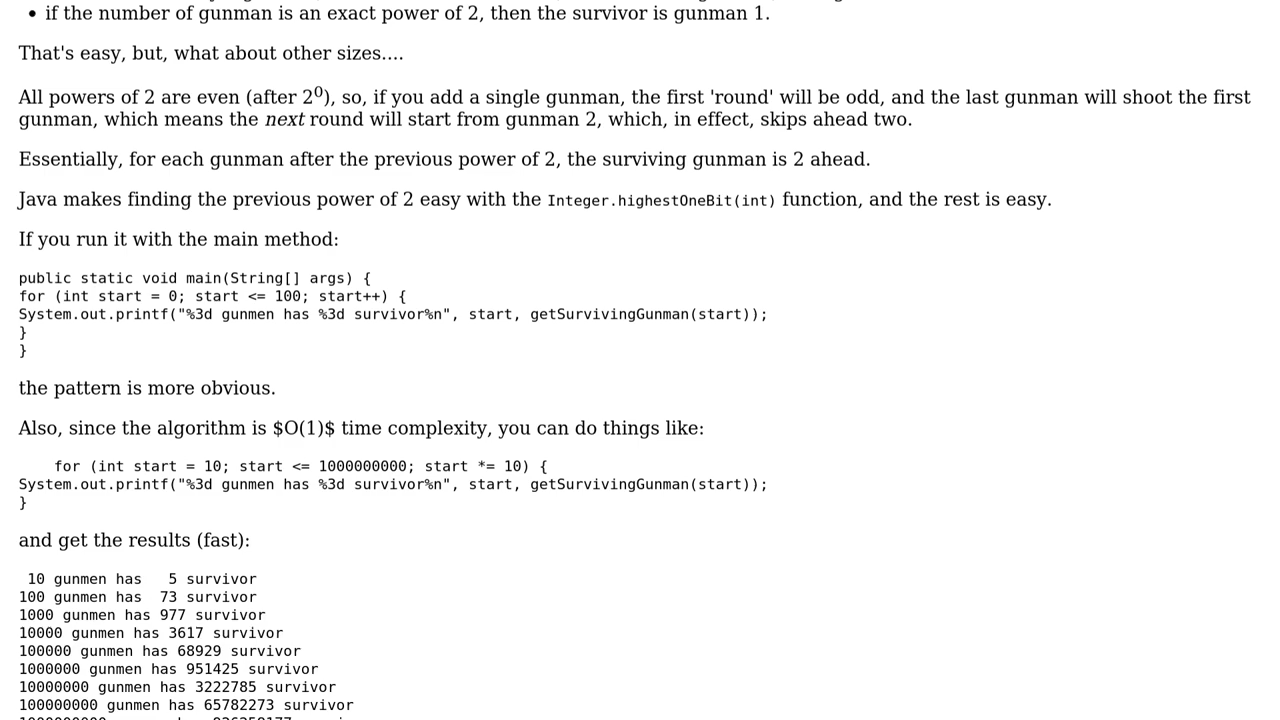 • if the number of gunman is an exact power of 2, then the survivor is gunman 1.
That's easy, but, what about other sizes....
All powers of 2 are even (after 2⁰), so, if you add a single gunman, the first 'round' will be odd, and the last gunman will shoot the first
gunman, which means the next round will start from gunman 2, which, in effect, skips ahead two.
Essentially, for each gunman after the previous power of 2, the surviving gunman is 2 ahead.
Java makes finding the previous power of 2 easy with the Integer.highestOneBit(int) function, and the rest is easy.
If you run it with the main method:
public static void main(String[] args) {
for (int start = 0; start <= 100; start++) {
System.out.printf("%3d gunmen has %3d survivor%n", start, getSurvivingGunman(start));
}
}
the pattern is more obvious.
Also, since the algorithm is $O(1)$ time complexity, you can do things like:
    for (int start = 10; start <= 1000000000; start *= 10) {
System.out.printf("%3d gunmen has %3d survivor%n", start, getSurvivingGunman(start));
}
and get the results (fast):
 10 gunmen has   5 survivor
100 gunmen has  73 survivor
1000 gunmen has 977 survivor
10000 gunmen has 3617 survivor
100000 gunmen has 68929 survivor
1000000 gunmen has 951425 survivor
10000000 gunmen has 3222785 survivor
100000000 gunmen has 65782273 survivor